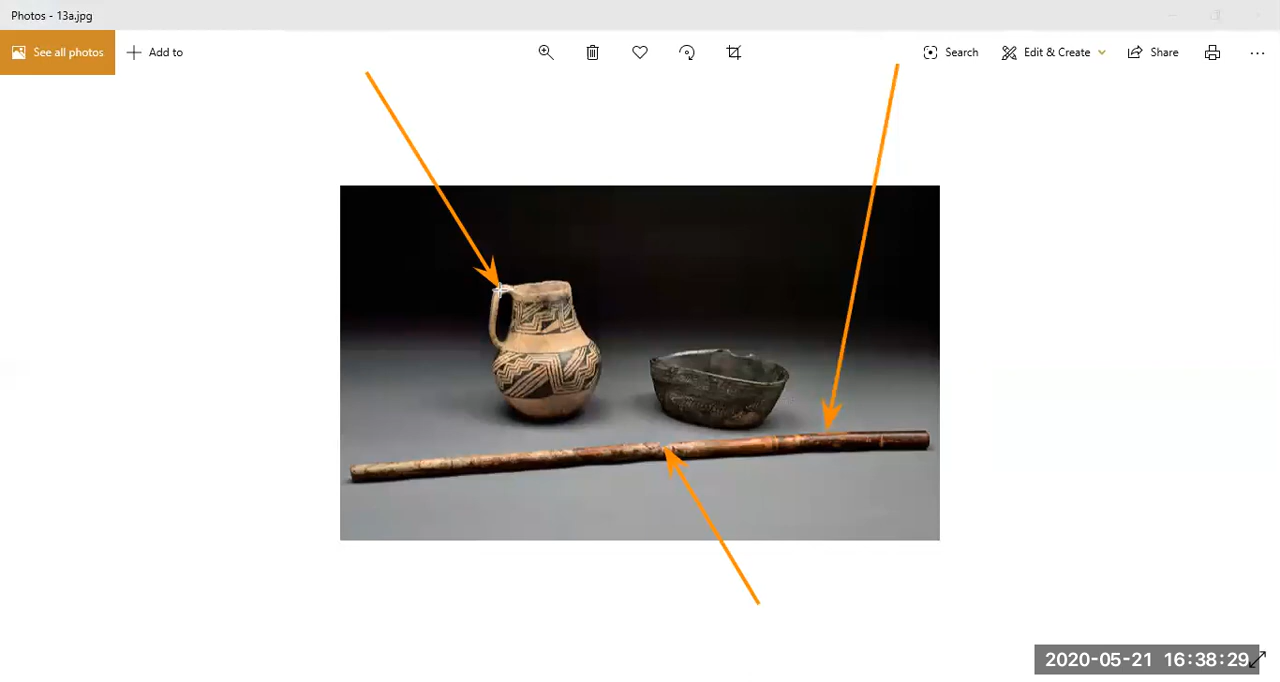 Photos - 13a.jpg
See all photos
Add to
Search
Edit & Create
Share
2020-05-21 16:38:29